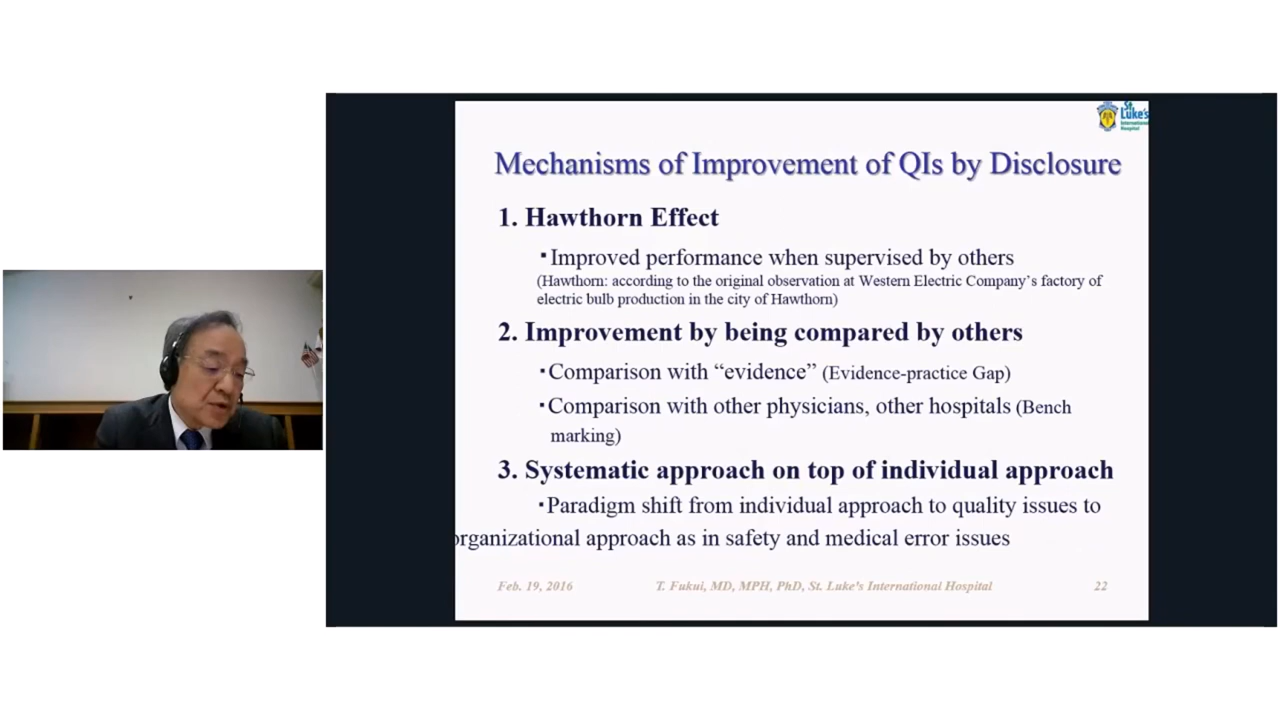 St.
Luke's
International
Hospital
Mechanisms of Improvement of QIs by Disclosure
1. Hawthorn Effect
▪Improved performance when supervised by others
(Hawthorn: according to the original observation at Western Electric Company's factory of
electric bulb production in the city of Hawthorn)
2. Improvement by being compared by others
▪Comparison with “evidence” (Evidence-practice Gap)
▪Comparison with other physicians, other hospitals (Bench
marking)
3. Systematic approach on top of individual approach
▪Paradigm shift from individual approach to quality issues to
organizational approach as in safety and medical error issues
Feb. 19, 2016 T. Fukui, MD, MPH, PhD, St. Luke's International Hospital 22